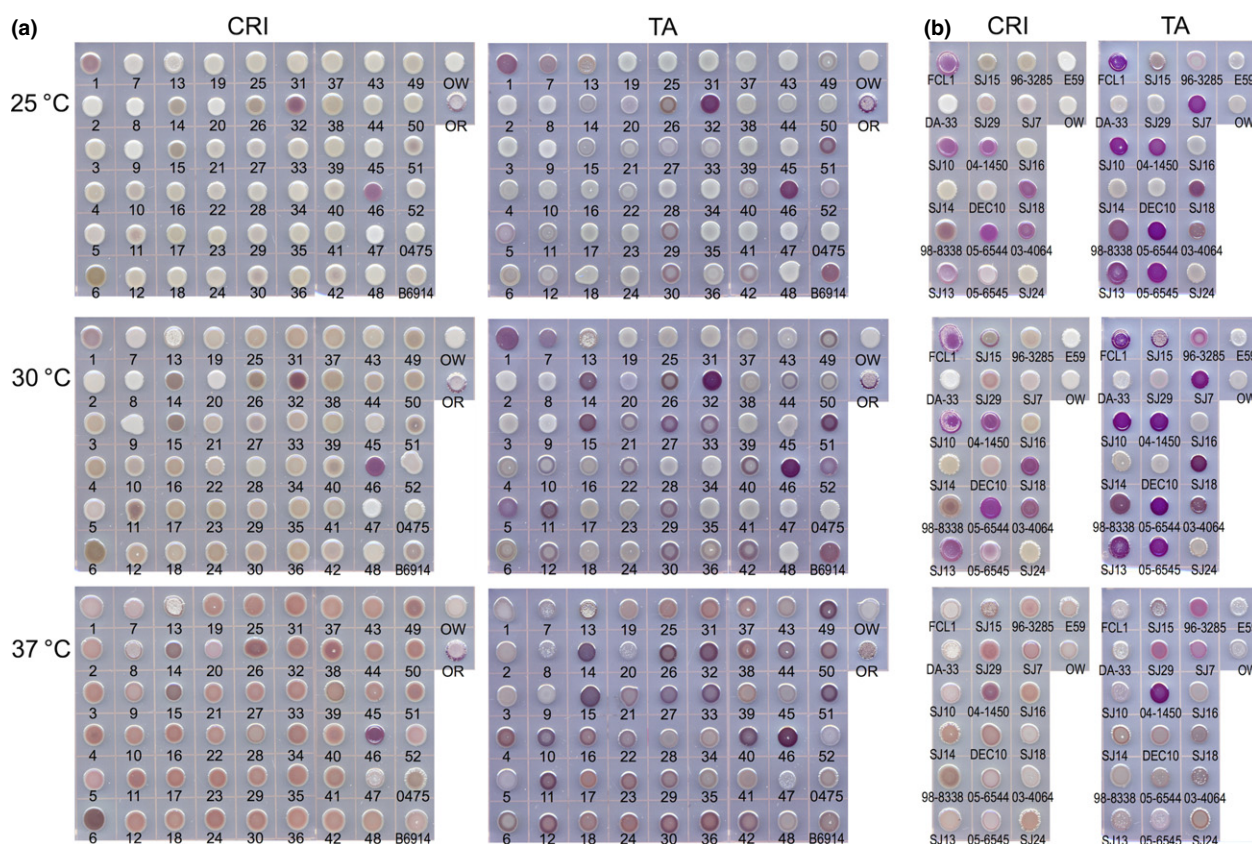 (a) CRI TA (b) CRI TA
25 °C
1 7 13 19 25 31 37 43 49 OW
2 8 14 20 26 32 38 44 50 OR
3 9 15 21 27 33 39 45 51
4 10 16 22 28 34 40 46 52
5 11 17 23 29 35 41 47 0475
6 12 18 24 30 36 42 48 B6914
1 7 13 19 25 31 37 43 49 OW
2 8 14 20 26 32 38 44 50 OR
3 9 15 21 27 33 39 45 51
4 10 16 22 28 34 40 46 52
5 11 17 23 29 35 41 47 0475
6 12 18 24 30 36 42 48 B6914
FCL1 SJ15 96-3285 E59
DA-33 SJ29 SJ7 OW
SJ10 04-1450 SJ16
SJ14 DEC10 SJ18
98-8338 05-6544 03-4064
SJ13 05-6545 SJ24
FCL1 SJ15 96-3285 E59
DA-33 SJ29 SJ7 OW
SJ10 04-1450 SJ16
SJ14 DEC10 SJ18
98-8338 05-6544 03-4064
SJ13 05-6545 SJ24
30 °C
1 7 13 19 25 31 37 43 49 OW
2 8 14 20 26 32 38 44 50 OR
3 9 15 21 27 33 39 45 51
4 10 16 22 28 34 40 46 52
5 11 17 23 29 35 41 47 0475
6 12 18 24 30 36 42 48 B6914
1 7 13 19 25 31 37 43 49 OW
2 8 14 20 26 32 38 44 50 OR
3 9 15 21 27 33 39 45 51
4 10 16 22 28 34 40 46 52
5 11 17 23 29 35 41 47 0475
6 12 18 24 30 36 42 48 B6914
FCL1 SJ15 96-3285 E59
DA-33 SJ29 SJ7 OW
SJ10 04-1450 SJ16
SJ14 DEC10 SJ18
98-8338 05-6544 03-4064
SJ13 05-6545 SJ24
FCL1 SJ15 96-3285 E59
DA-33 SJ29 SJ7 OW
SJ10 04-1450 SJ16
SJ14 DEC10 SJ18
98-8338 05-6544 03-4064
SJ13 05-6545 SJ24
37 °C
1 7 13 19 25 31 37 43 49 OW
2 8 14 20 26 32 38 44 50 OR
3 9 15 21 27 33 39 45 51
4 10 16 22 28 34 40 46 52
5 11 17 23 29 35 41 47 0475
6 12 18 24 30 36 42 48 B6914
1 7 13 19 25 31 37 43 49 OW
2 8 14 20 26 32 38 44 50 OR
3 9 15 21 27 33 39 45 51
4 10 16 22 28 34 40 46 52
5 11 17 23 29 35 41 47 0475
6 12 18 24 30 36 42 48 B6914
FCL1 SJ15 96-3285 E59
DA-33 SJ29 SJ7 OW
SJ10 04-1450 SJ16
SJ14 DEC10 SJ18
98-8338 05-6544 03-4064
SJ13 05-6545 SJ24
FCL1 SJ15 96-3285 E59
DA-33 SJ29 SJ7 OW
SJ10 04-1450 SJ16
SJ14 DEC10 SJ18
98-8338 05-6544 03-4064
SJ13 05-6545 SJ24